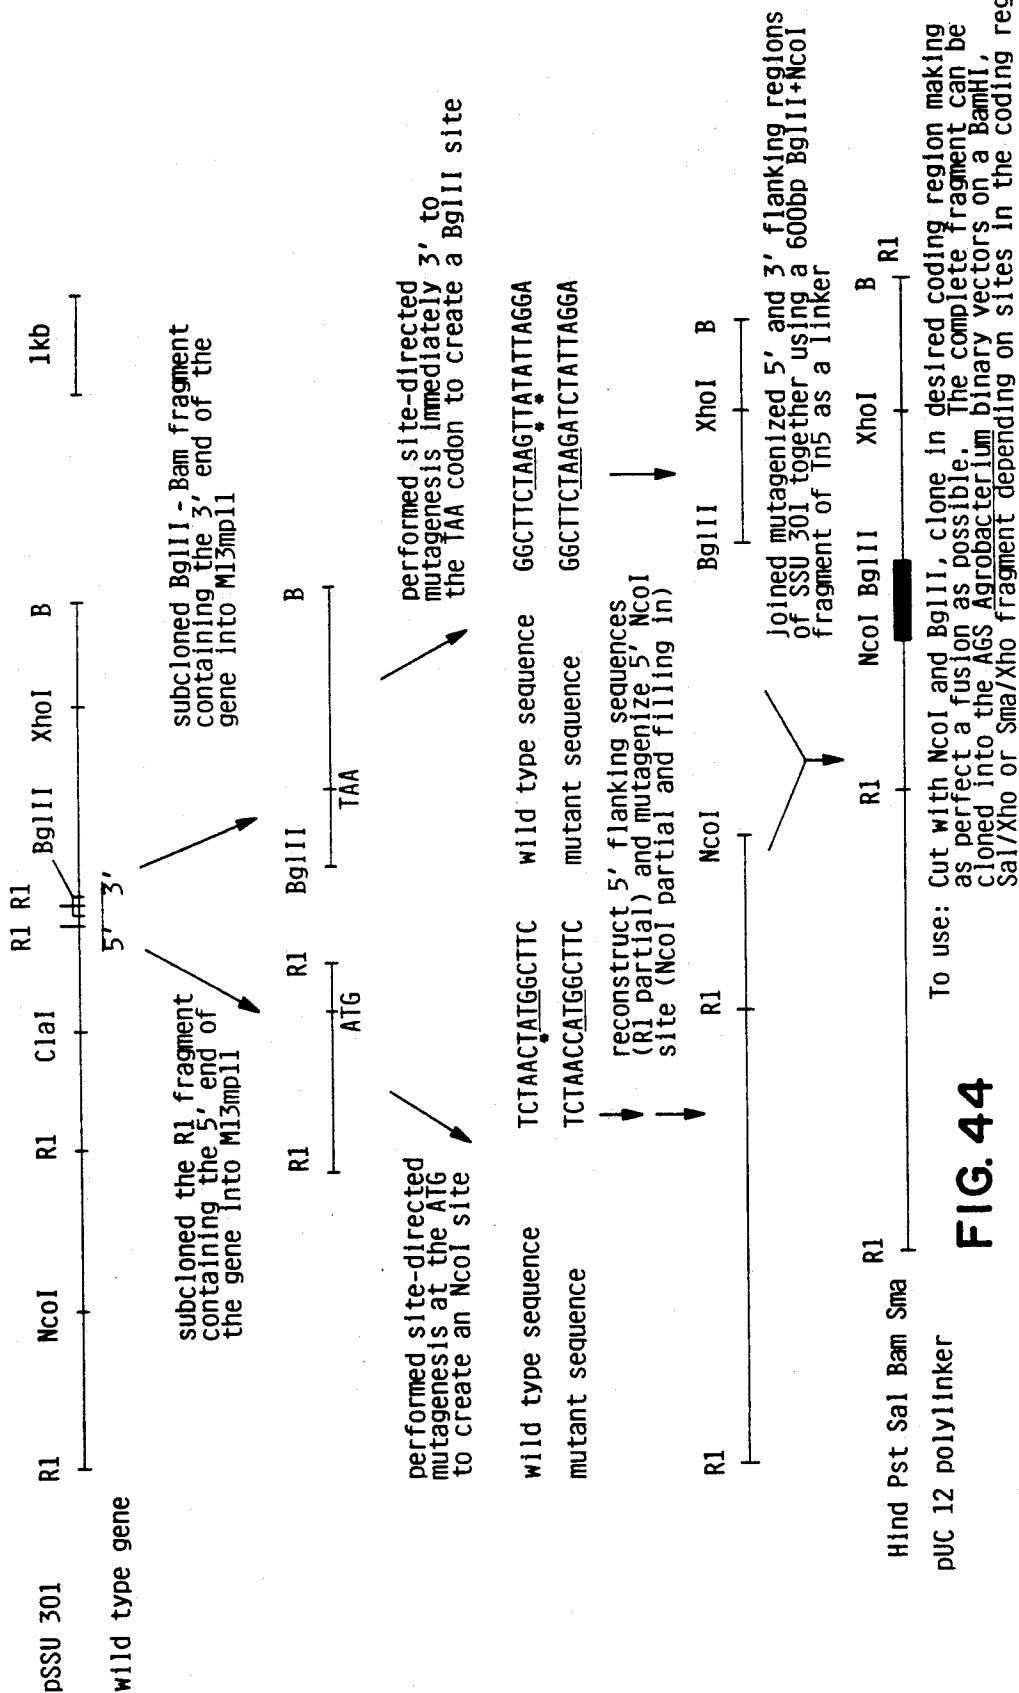 pSSU 301
wild type gene
R1 NcoI R1 ClaI R1 R1 BglII XhoI B
1kb
5' 3'
subcloned the R1 fragment
containing the 5' end of
the gene into M13mp11
subcloned BglII - Bam fragment
containing the 3' end of the
gene into M13mp11
R1 ATG R1
BglII TAA B
performed site-directed
mutagenesis at the ATG
to create an NcoI site
performed site-directed
mutagenesis immediately 3' to
the TAA codon to create a BglII site
wild type sequence TCTAACTATGGCTTC
*
mutant sequence TCTAACCATGGCTTC
wild type sequence GGCTTCTAAGTTATATTAGGA
* *
mutant sequence GGCTTCTAAGATCTATTAGGA
reconstruct 5' flanking sequences
(R1 partial) and mutagenize 5' NcoI
site (NcoI partial and filling in)
R1 R1 NcoI
BglII XhoI B
joined mutagenized 5' and 3' flanking regions
of SSU 301 together using a 600bp BglII+NcoI
fragment of Tn5 as a linker
R1 R1 NcoI BglII XhoI B R1
Hind Pst Sal Bam Sma
pUC 12 polylinker
To use: Cut with NcoI and BglII, clone in desired coding region making
as perfect a fusion as possible. The complete fragment can be
cloned into the AGS Agrobacterium binary vectors on a BamHI,
Sal/Xho or Sma/Xho fragment depending on sites in the coding reg
FIG. 44